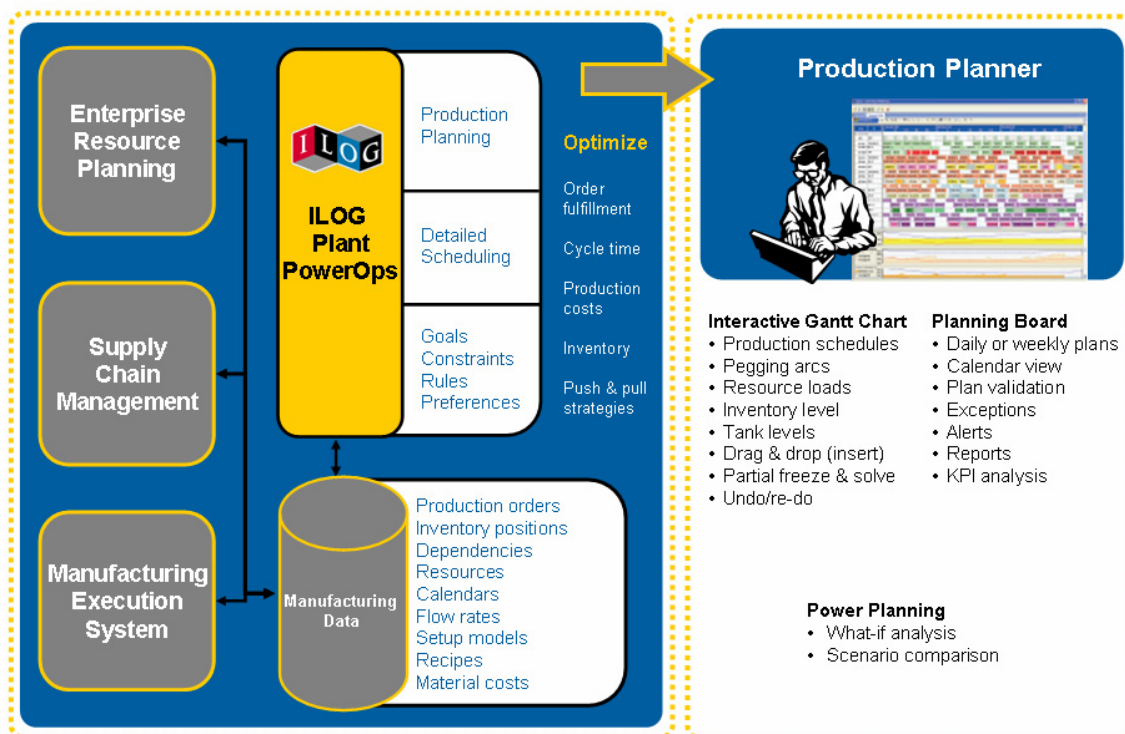 Enterprise
Resource
Planning
Supply
Chain
Management
Manufacturing
Execution
System
ILOG
ILOG
Plant
PowerOps
Production
Planning
Detailed
Scheduling
Goals
Constraints
Rules
Preferences
Optimize
Order
fulfillment
Cycle time
Production
costs
Inventory
Push & pull
strategies
Manufacturing
Data
Production orders
Inventory positions
Dependencies
Resources
Calendars
Flow rates
Setup models
Recipes
Material costs
Production Planner
Interactive Gantt Chart
• Production schedules
• Pegging arcs
• Resource loads
• Inventory level
• Tank levels
• Drag & drop (insert)
• Partial freeze & solve
• Undo/re-do
Planning Board
• Daily or weekly plans
• Calendar view
• Plan validation
• Exceptions
• Alerts
• Reports
• KPI analysis
Power Planning
• What-if analysis
• Scenario comparison